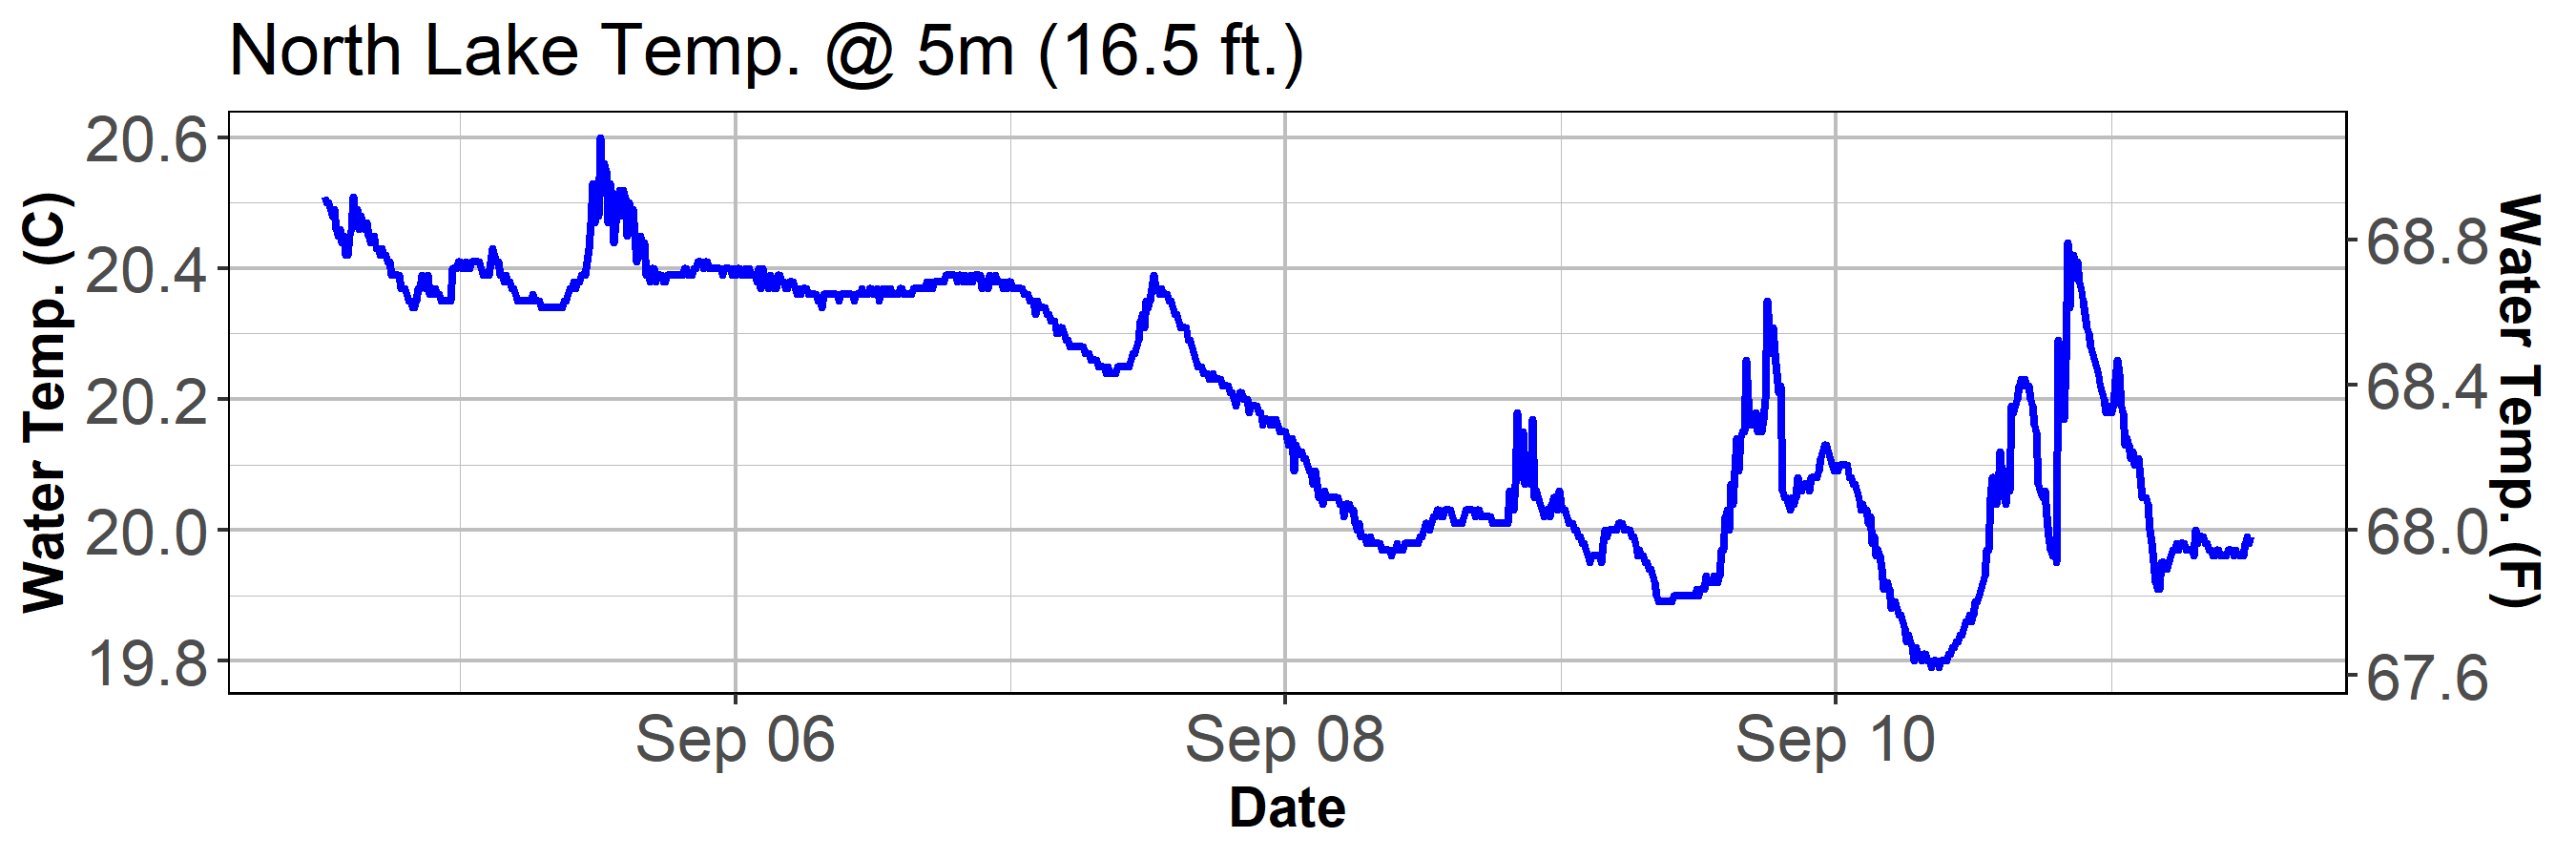 North Lake Temp. @ 5m (16.5 ft.)
Water Temp. (C)
20.6
20.4
20.2
20.0
19.8
68.8
68.4
68.0
67.6
Water Temp. (F)
Sep 06
Sep 08
Sep 10
Date